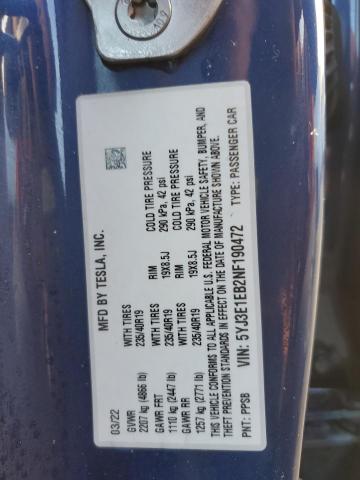 MFD BY TESLA, INC.
03/22
GVWR
2207 kg (4866 lb)
WITH TIRES
235/40R19
RIM
19X8.5J
COLD TIRE PRESSURE
290 kPa, 42 psi
GAWR FRT
1110 kg (2447 lb)
WITH TIRES
235/40R19
RIM
19X8.5J
COLD TIRE PRESSURE
290 kPa, 42 psi
GAWR RR
1257 kg (2771 lb)
THIS VEHICLE CONFORMS TO ALL APPLICABLE U.S. FEDERAL MOTOR VEHICLE SAFETY, BUMPER, AND
THEFT PREVENTION STANDARDS IN EFFECT ON THE DATE OF MANUFACTURE SHOWN ABOVE.
VIN: 5YJ3E1EB2NF190472
PNT: PPSB
TYPE: PASSENGER CAR